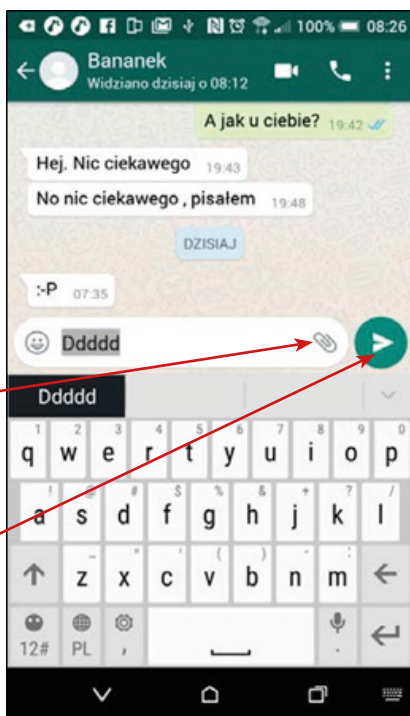 100% 08:26
Bananek
Widziano dzisiaj o 08:12
A jak u ciebie? 19:42
Hej. Nic ciekawego 19:43
No nic ciekawego , pisałem 19:48
DZISIAJ
:-P 07:35
Ddddd
Ddddd
1 2 3 4 5 6 7 8 9 0
q w e r t y u i o p
! @ # $ % & + ? /
a s d f g h j k l
_ " ' ( ) - :
z x c v b n m
12# PL , .